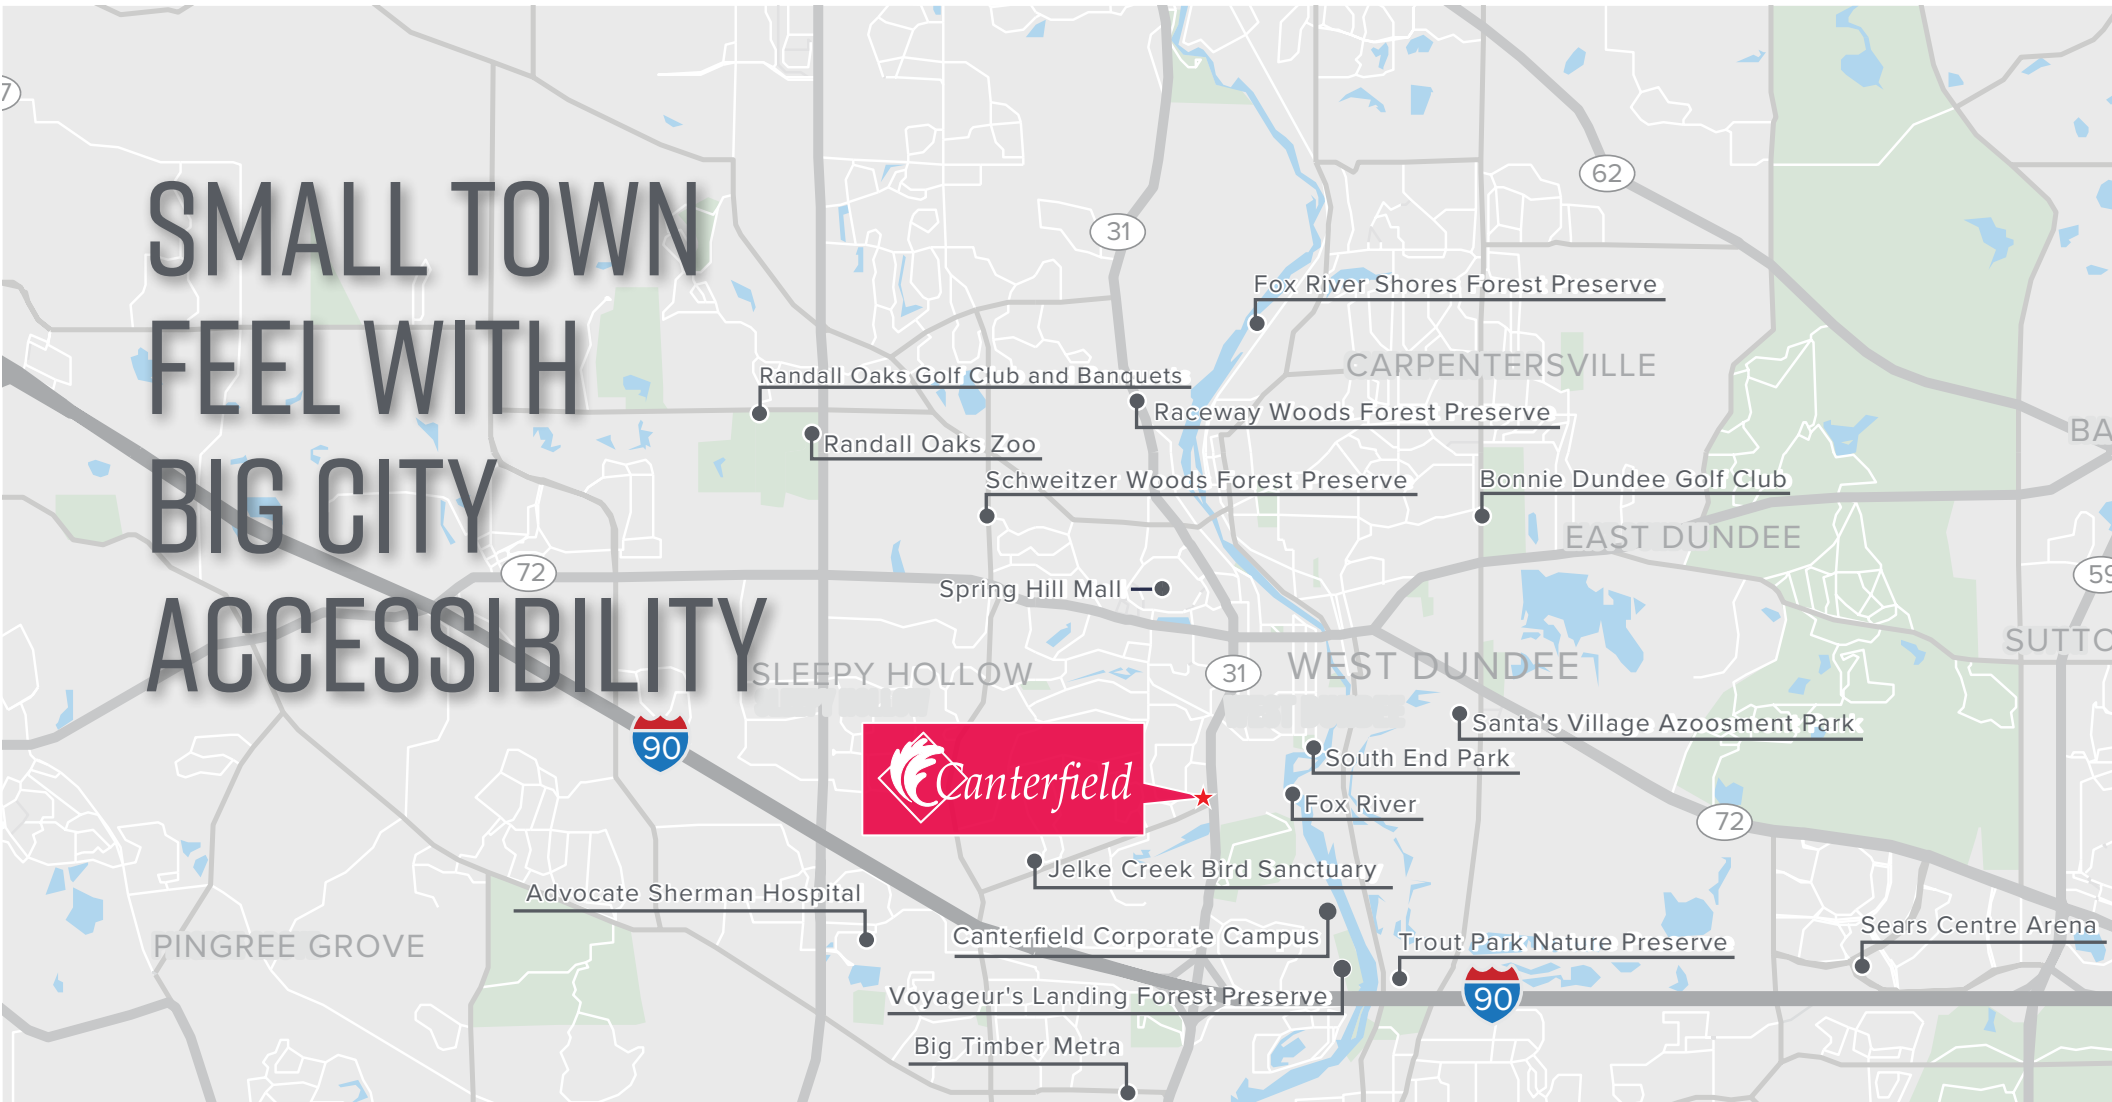 7
SMALL TOWN
FEEL WITH
BIG CITY
ACCESSIBILITY
62
31
Fox River Shores Forest Preserve
CARPENTERSVILLE
Randall Oaks Golf Club and Banquets
Raceway Woods Forest Preserve
BA
Randall Oaks Zoo
Schweitzer Woods Forest Preserve
Bonnie Dundee Golf Club
EAST DUNDEE
72
59
Spring Hill Mall
SUTTO
SLEEPY HOLLOW
31
WEST DUNDEE
90
Santa's Village Azoosment Park
South End Park
Canterfield
Fox River
72
Jelke Creek Bird Sanctuary
Advocate Sherman Hospital
Sears Centre Arena
PINGREE GROVE
Canterfield Corporate Campus
Trout Park Nature Preserve
Voyageur's Landing Forest Preserve
90
Big Timber Metra